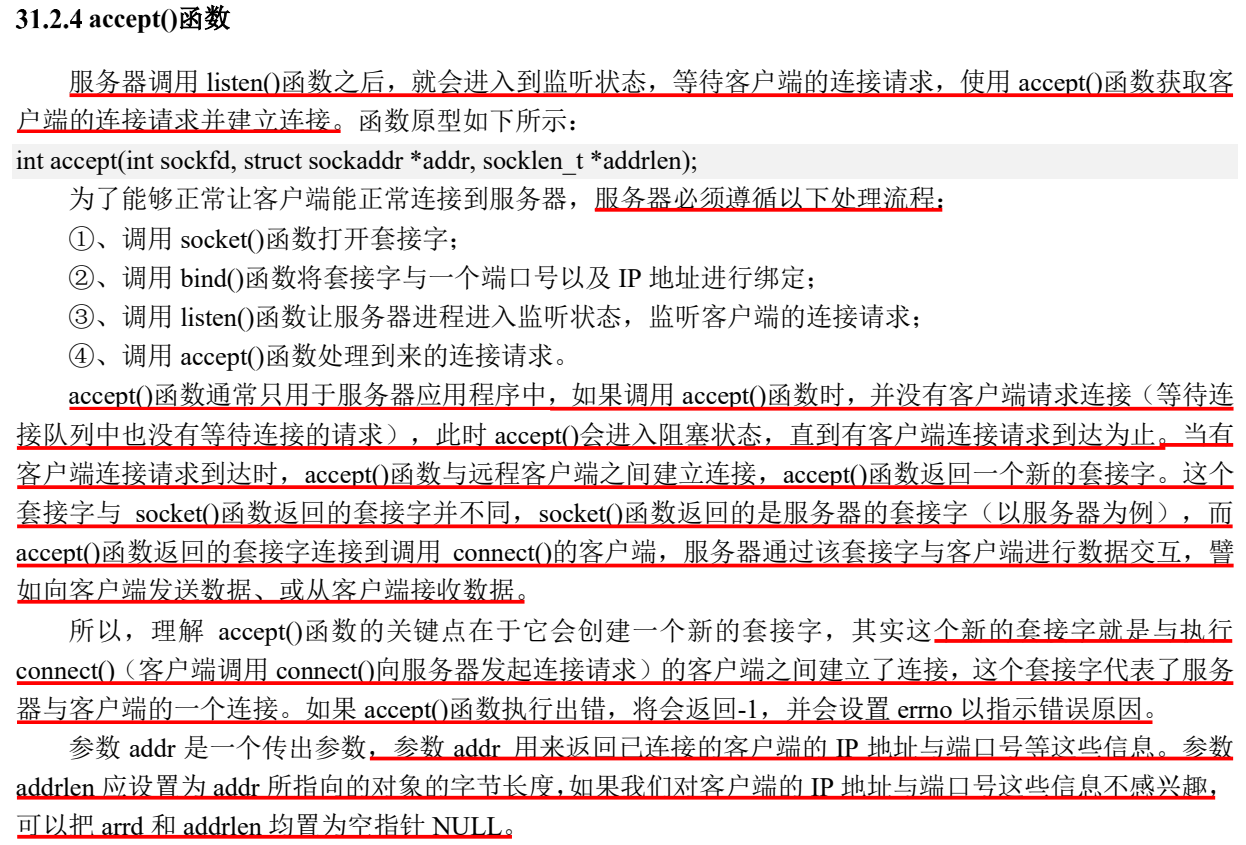 31.2.4 accept()函数
服务器调用 listen()函数之后，就会进入到监听状态，等待客户端的连接请求，使用 accept()函数获取客
户端的连接请求并建立连接。函数原型如下所示：
int accept(int sockfd, struct sockaddr *addr, socklen_t *addrlen);
为了能够正常让客户端能正常连接到服务器，服务器必须遵循以下处理流程：
①、调用 socket()函数打开套接字；
②、调用 bind()函数将套接字与一个端口号以及 IP 地址进行绑定；
③、调用 listen()函数让服务器进程进入监听状态，监听客户端的连接请求；
④、调用 accept()函数处理到来的连接请求。
accept()函数通常只用于服务器应用程序中，如果调用 accept()函数时，并没有客户端请求连接（等待连
接队列中也没有等待连接的请求），此时 accept()会进入阻塞状态，直到有客户端连接请求到达为止。当有
客户端连接请求到达时，accept()函数与远程客户端之间建立连接，accept()函数返回一个新的套接字。这个
套接字与 socket()函数返回的套接字并不同，socket()函数返回的是服务器的套接字（以服务器为例），而
accept()函数返回的套接字连接到调用 connect()的客户端，服务器通过该套接字与客户端进行数据交互，譬
如向客户端发送数据、或从客户端接收数据。
所以，理解 accept()函数的关键点在于它会创建一个新的套接字，其实这个新的套接字就是与执行
connect()（客户端调用 connect()向服务器发起连接请求）的客户端之间建立了连接，这个套接字代表了服务
器与客户端的一个连接。如果 accept()函数执行出错，将会返回-1，并会设置 errno 以指示错误原因。
参数 addr 是一个传出参数，参数 addr 用来返回已连接的客户端的 IP 地址与端口号等这些信息。参数
addrlen 应设置为 addr 所指向的对象的字节长度，如果我们对客户端的 IP 地址与端口号这些信息不感兴趣，
可以把 arrd 和 addrlen 均置为空指针 NULL。